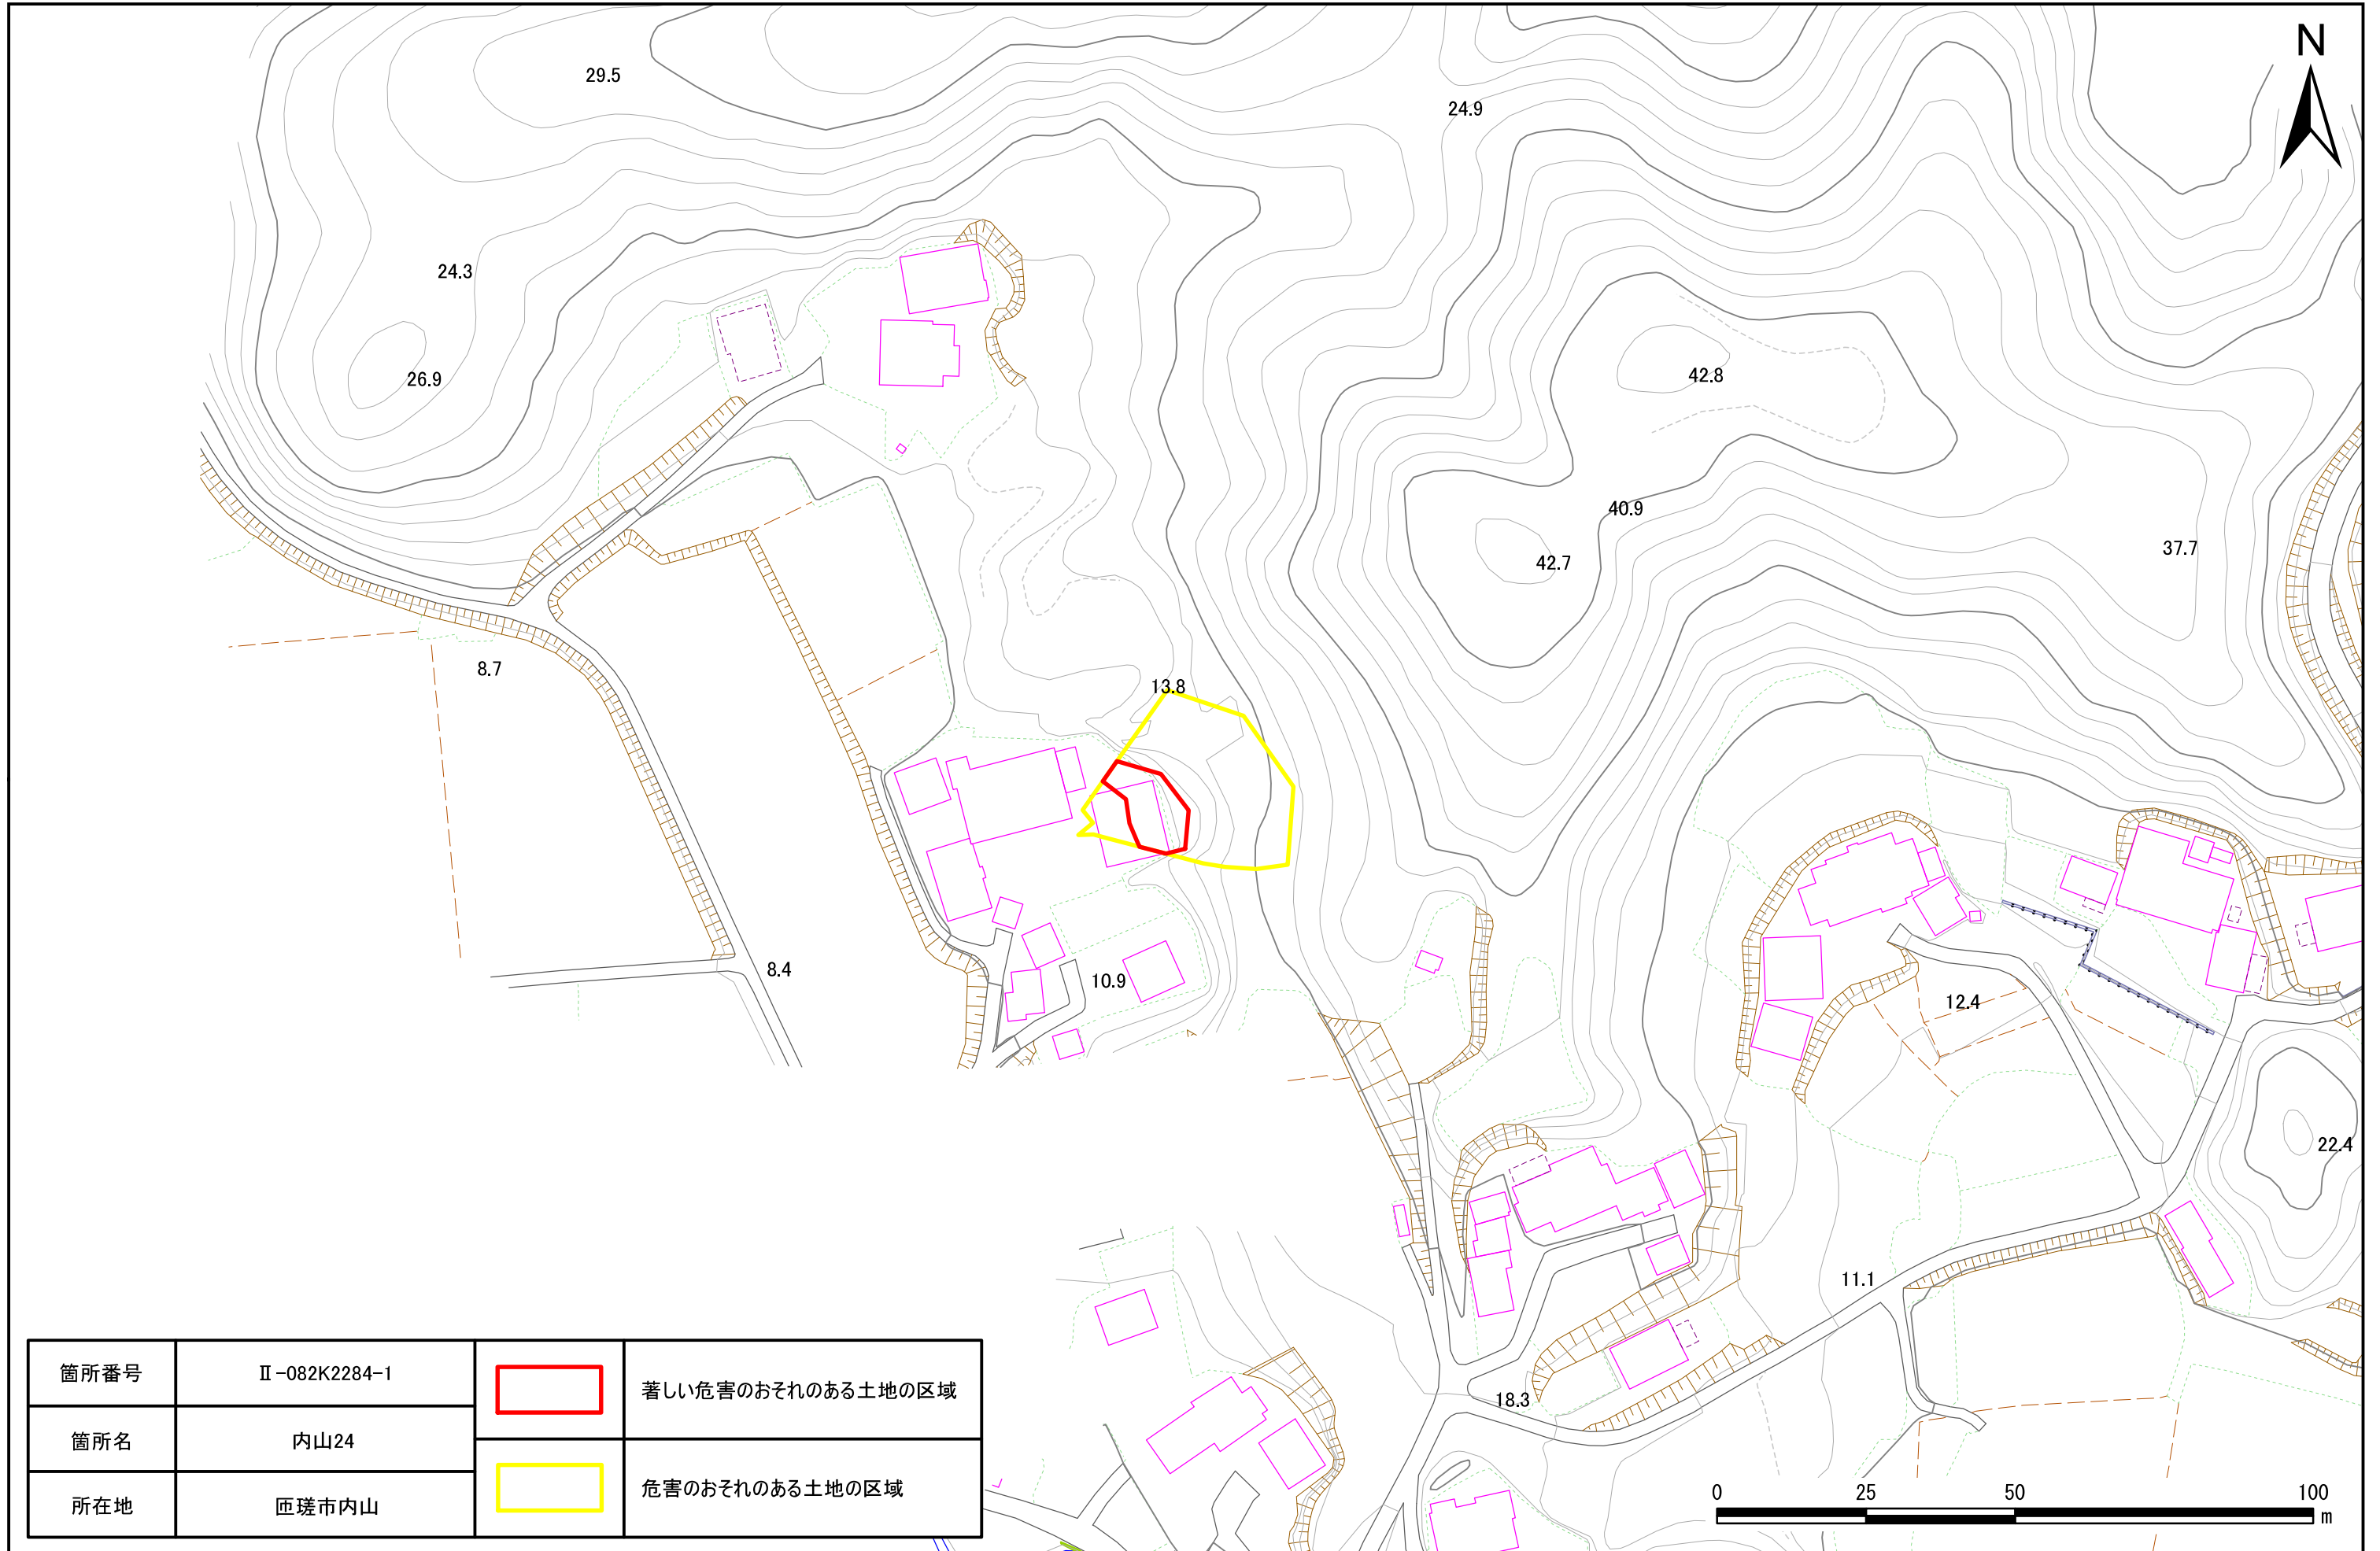 N
29.5
24.9
24.3
42.8
26.9
40.9
37.7
42.7
8.7
13.8
8.4
10.9
12.4
22.4
11.1
18.3
箇所番号 Ⅱ-082K2284-1
箇所名 内山24
所在地 匝瑳市内山
著しい危害のおそれのある土地の区域
危害のおそれのある土地の区域
0 25 50 100
m